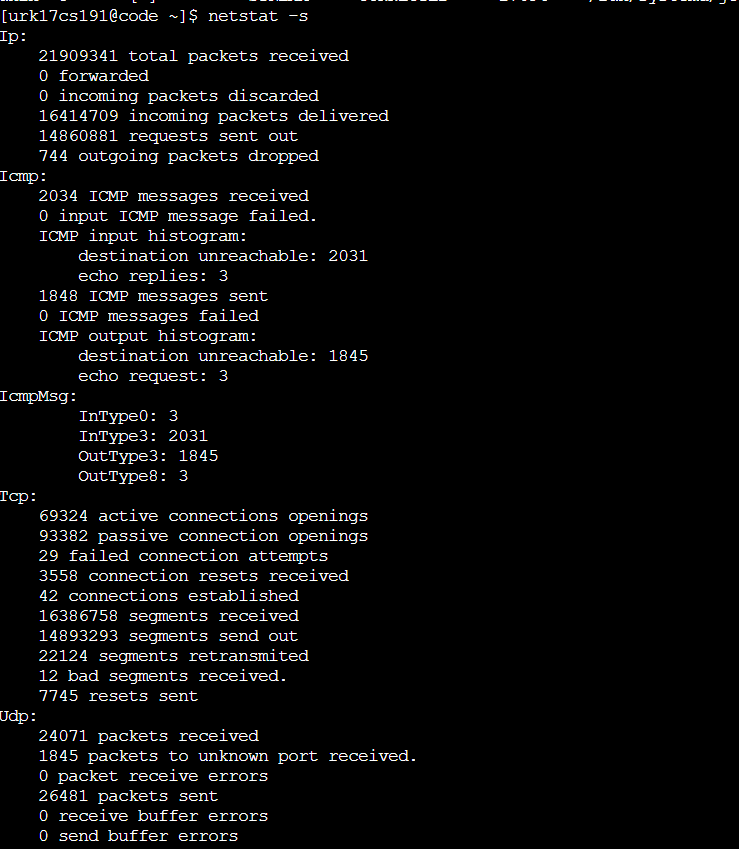 [urk17cs191@code ~]$ netstat -s
Ip:
21909341 total packets received
0 forwarded
0 incoming packets discarded
16414709 incoming packets delivered
14860881 requests sent out
744 outgoing packets dropped
Icmp:
2034 ICMP messages received
0 input ICMP message failed.
ICMP input histogram:
destination unreachable: 2031
echo replies: 3
1848 ICMP messages sent
0 ICMP messages failed
ICMP output histogram:
destination unreachable: 1845
echo request: 3
IcmpMsg:
InType0: 3
InType3: 2031
OutType3: 1845
OutType8: 3
Tcp:
69324 active connections openings
93382 passive connection openings
29 failed connection attempts
3558 connection resets received
42 connections established
16386758 segments received
14893293 segments send out
22124 segments retransmited
12 bad segments received.
7745 resets sent
Udp:
24071 packets received
1845 packets to unknown port received.
0 packet receive errors
26481 packets sent
0 receive buffer errors
0 send buffer errors